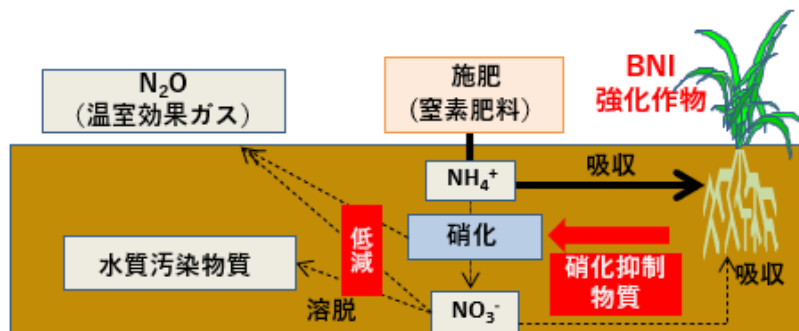 N₂O
(温室効果ガス)
施肥
(窒素肥料)
BNI
強化作物
NH₄⁺
吸収
硝化
低減
水質汚染物質
硝化抑制
物質
吸収
溶脱
NO₃⁻